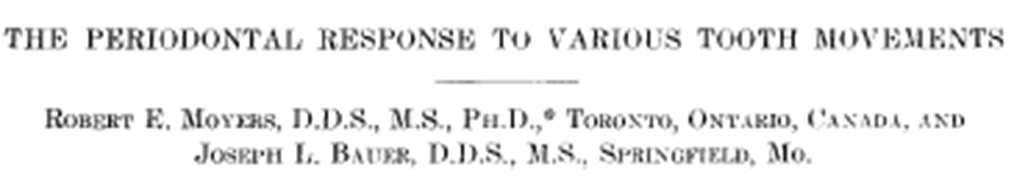 THE PERIODONTAL RESPONSE TO VARIOUS TOOTH MOVEMENTS
ROBERT E. MOYERS, D.D.S., M.S., PH.D.,* TORONTO, ONTARIO, CANADA, AND
JOSEPH L. BAUER, D.D.S., M.S., SPRINGFIELD, MO.